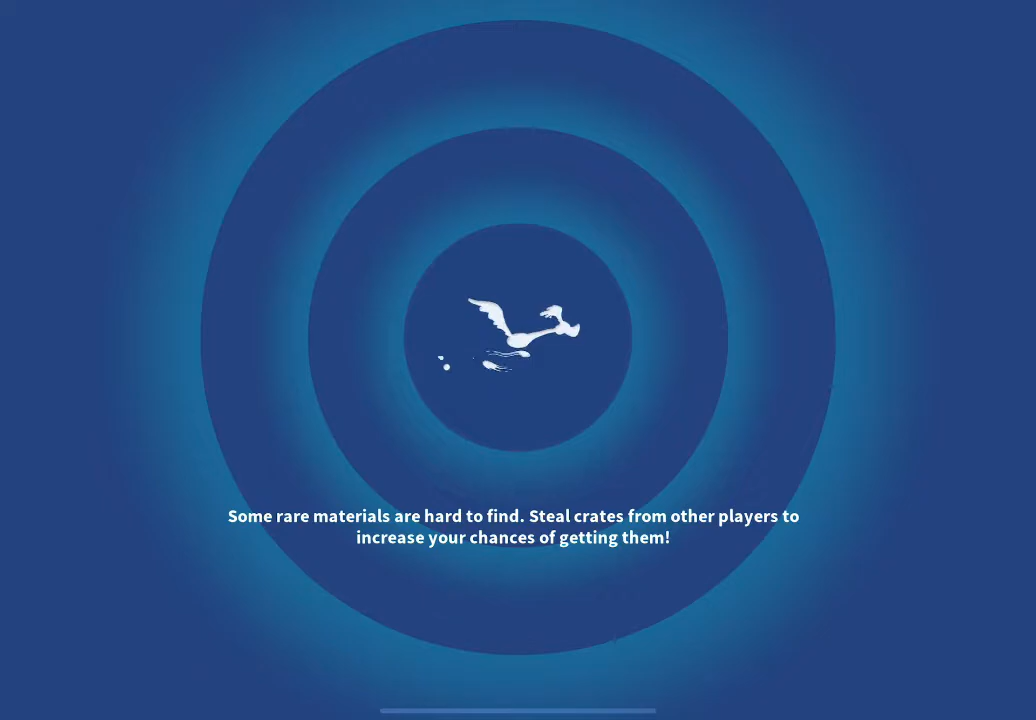 Some rare materials are hard to find. Steal crates from other players to
increase your chances of getting them!